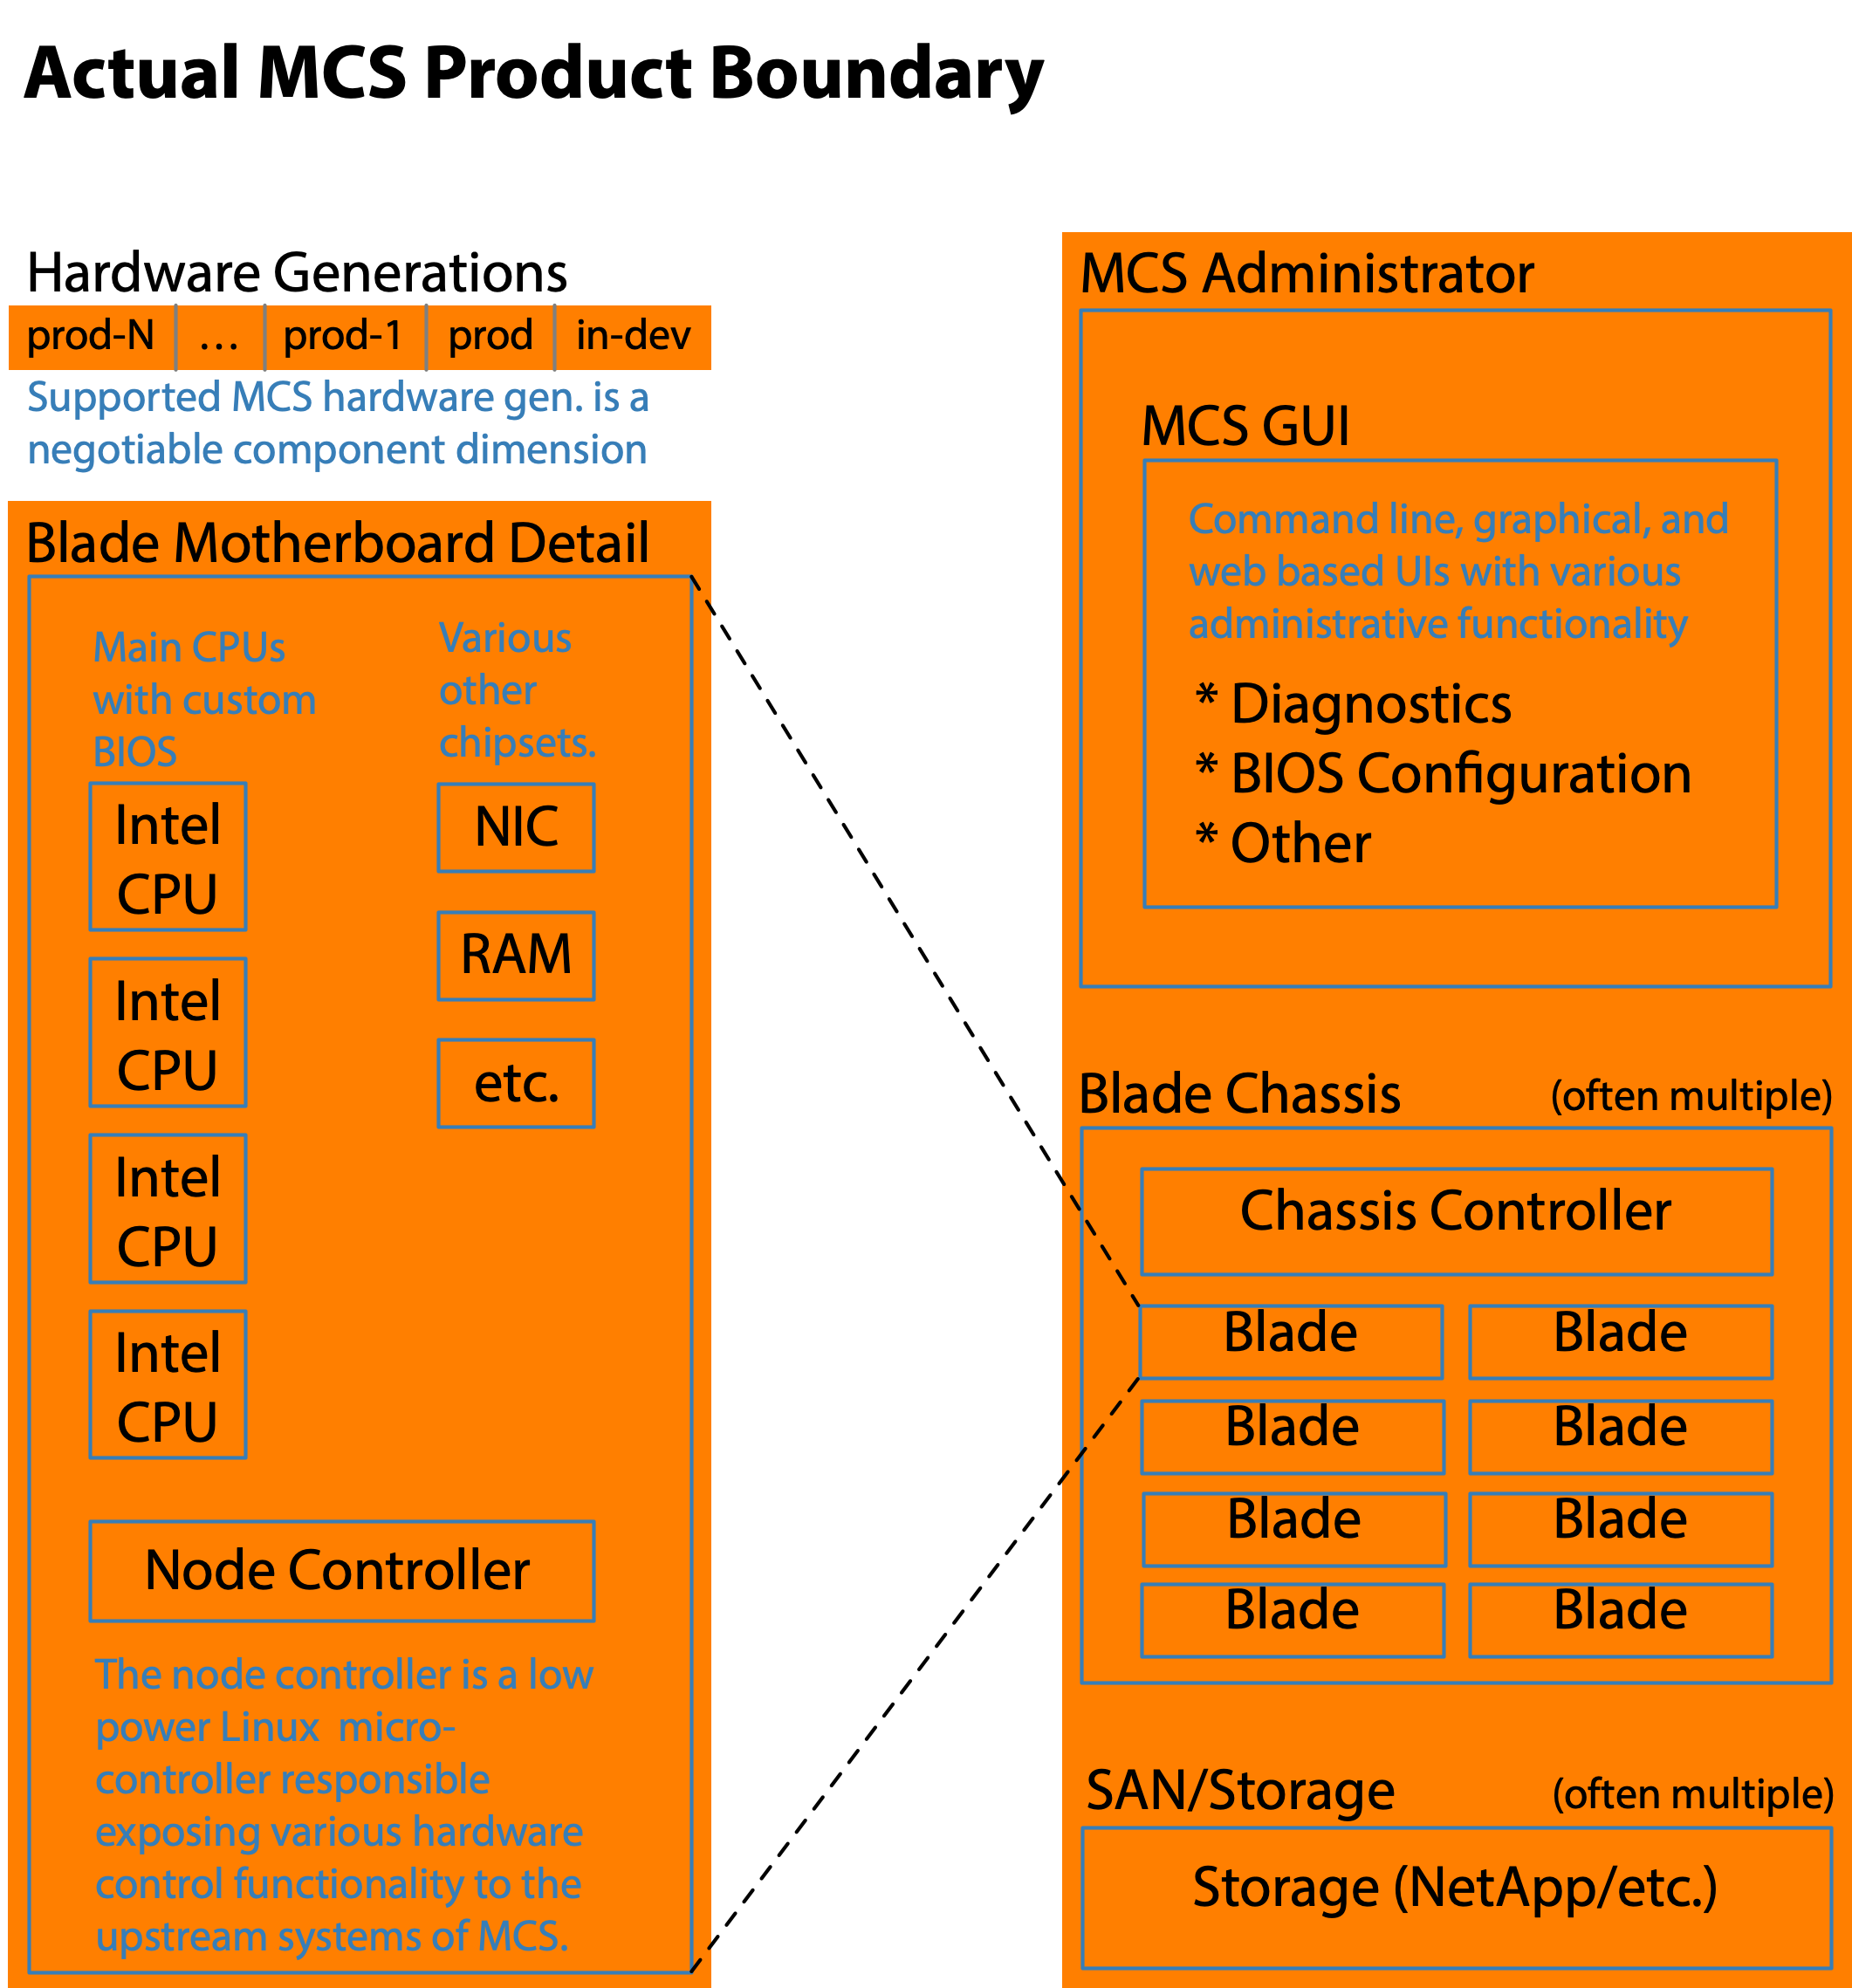 Actual MCS Product Boundary
Hardware Generations
prod-N … prod-1 prod in-dev
Supported MCS hardware gen. is a
negotiable component dimension
Blade Motherboard Detail
Main CPUs
with custom
BIOS
Intel
CPU
Intel
CPU
Intel
CPU
Intel
CPU
Various
other
chipsets.
NIC
RAM
etc.
Node Controller
The node controller is a low
power Linux micro-
controller responsible
exposing various hardware
control functionality to the
upstream systems of MCS.
MCS Administrator
MCS GUI
Command line, graphical, and
web based UIs with various
administrative functionality
* Diagnostics
* BIOS Configuration
* Other
Blade Chassis (often multiple)
Chassis Controller
Blade Blade
Blade Blade
Blade Blade
Blade Blade
SAN/Storage (often multiple)
Storage (NetApp/etc.)